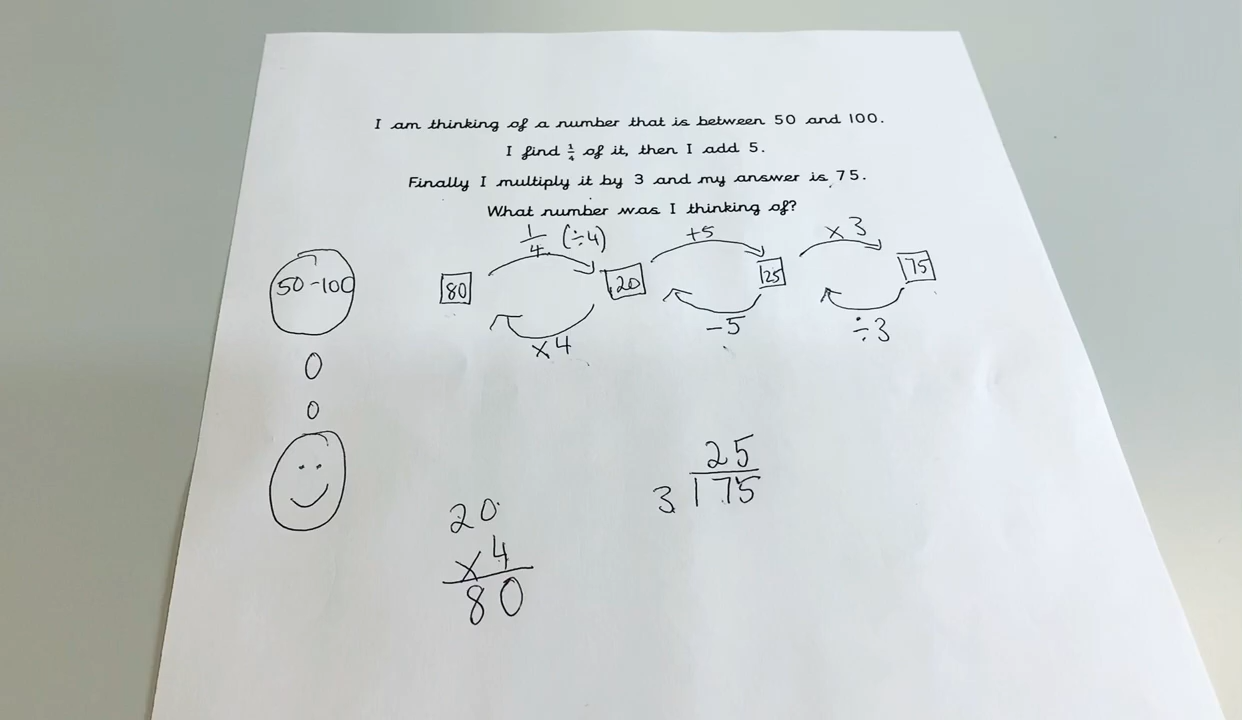 I am thinking of a number that is between 50 and 100.
I find 1/4 of it, then I add 5.
Finally I multiply it by 3 and my answer is 75.
What number was I thinking of?
1/4 (÷4) +5 x 3
50-100 80 20 25 75
x 4 -5 ÷3
25
3 175
20
x 4
80